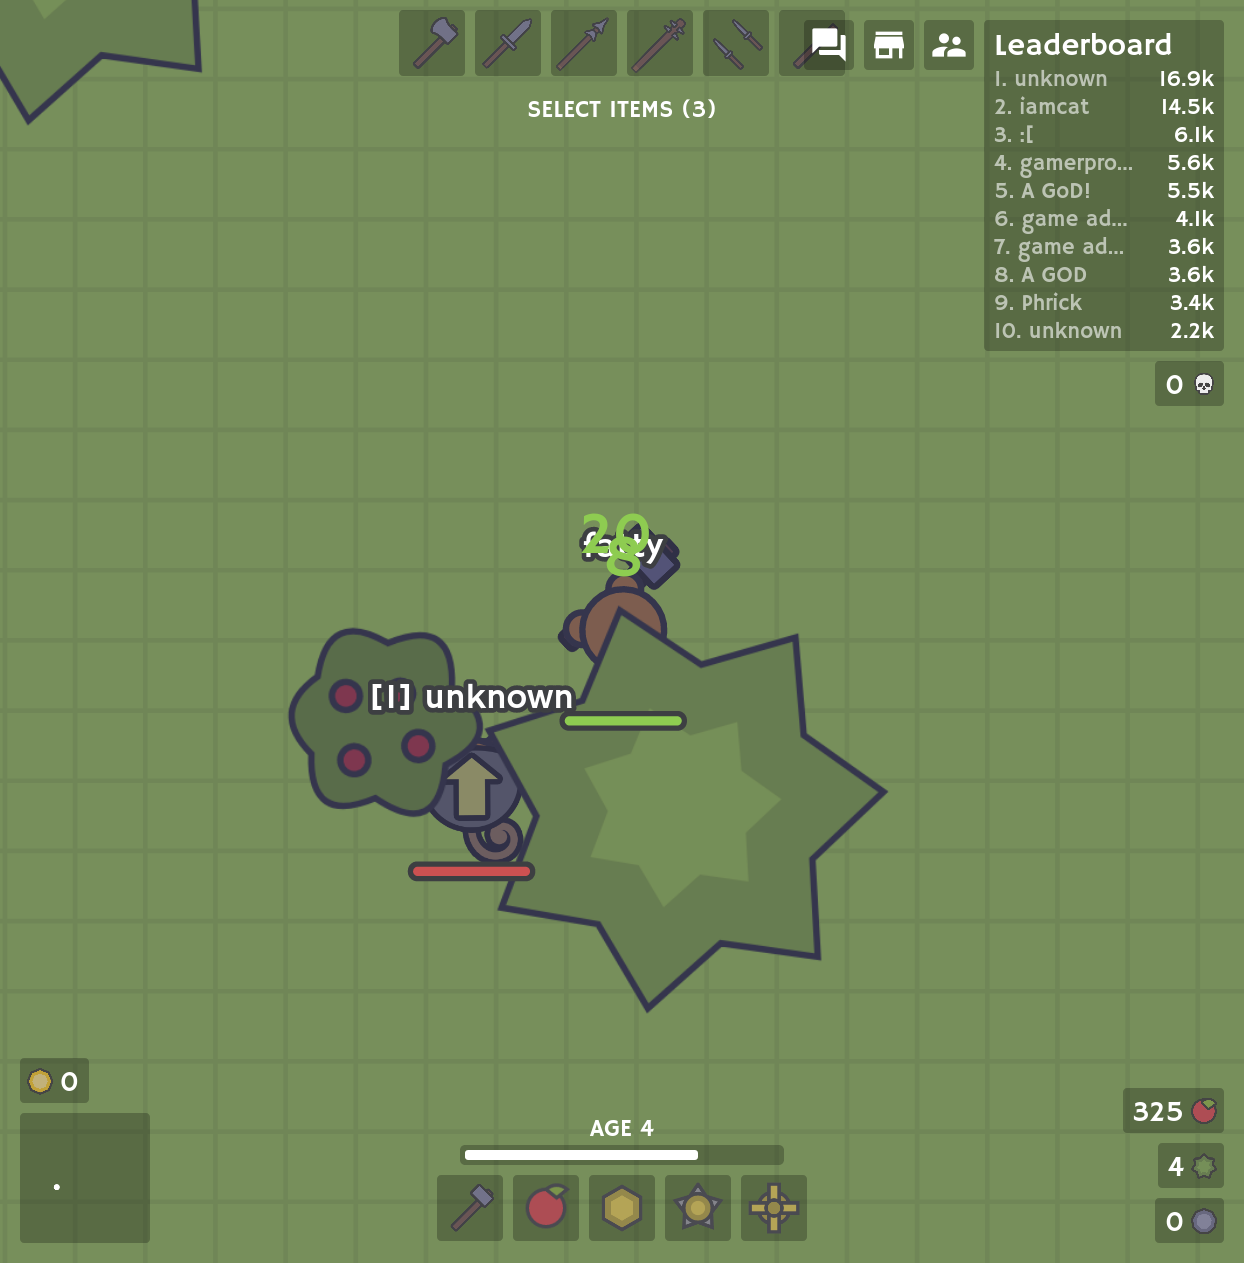 SELECT ITEMS (3)
Leaderboard
1. unknown 16.9k
2. iamcat 14.5k
3. :[ 6.1k
4. gamerpro... 5.6k
5. A GoD! 5.5k
6. game ad... 4.1k
7. game ad... 3.6k
8. A GOD 3.6k
9. Phrick 3.4k
10. unknown 2.2k
0
20
8
[1] unknown
0
AGE 4
325
4
0